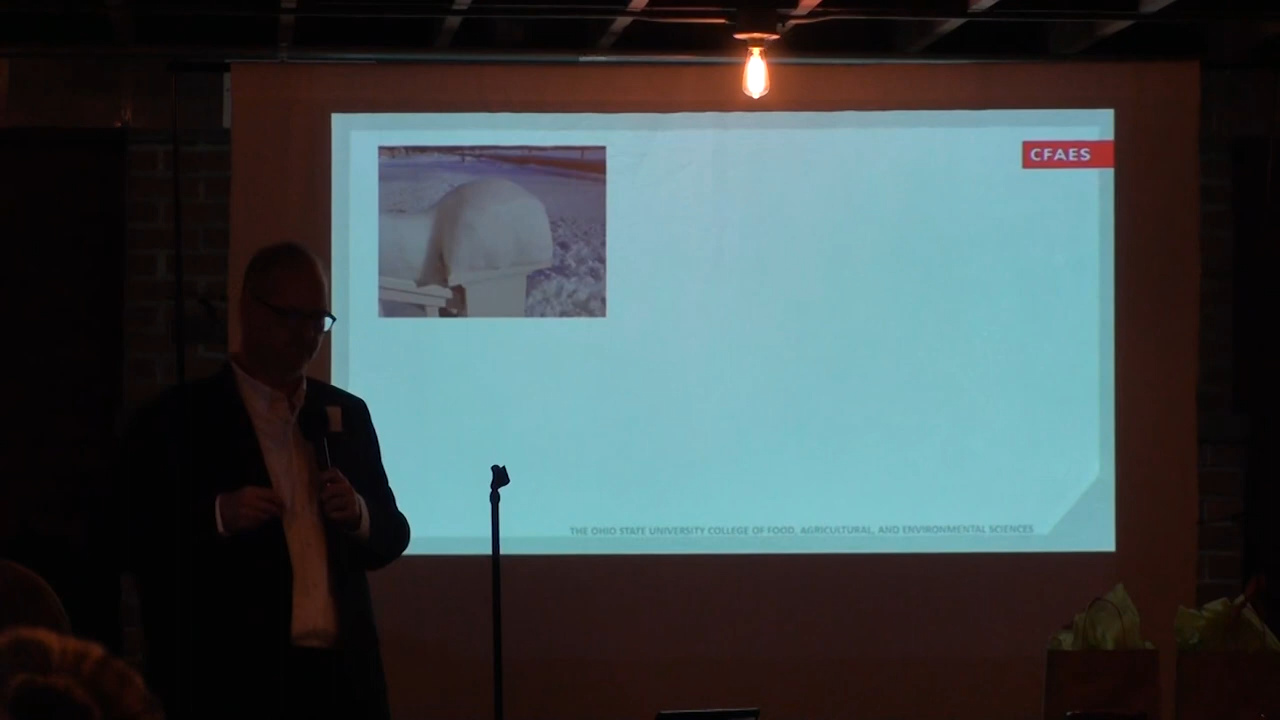 CFAES
THE OHIO STATE UNIVERSITY COLLEGE OF FOOD, AGRICULTURAL, AND ENVIRONMENTAL SCIENCES